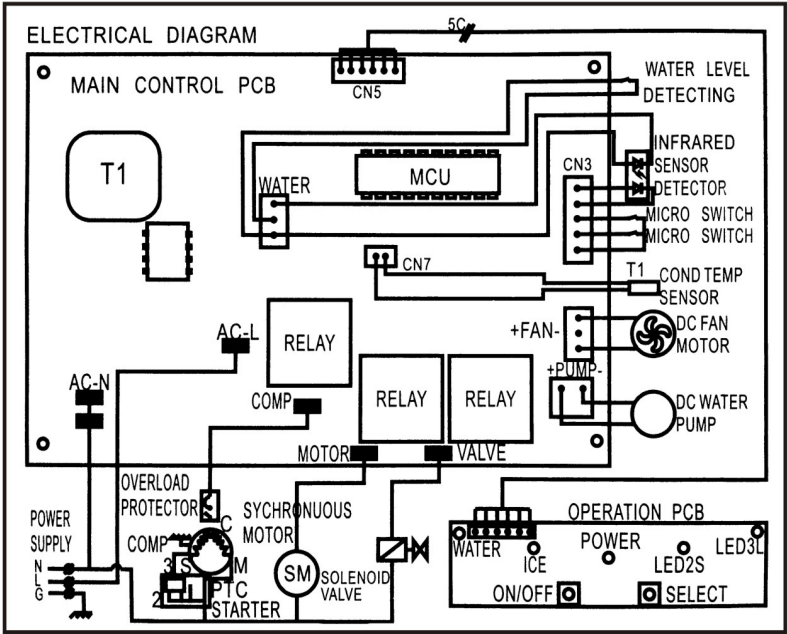 ELECTRICAL DIAGRAM
5C
MAIN CONTROL PCB
CN5
WATER LEVEL
DETECTING
T1
WATER
MCU
CN3
INFRARED
SENSOR
DETECTOR
MICRO SWITCH
MICRO SWITCH
CN7
T1
COND TEMP
SENSOR
AC-L
RELAY
+FAN-
DC FAN
MOTOR
AC-N
COMP
RELAY
RELAY
+PUMP-
DC WATER
PUMP
MOTOR
VALVE
OVERLOAD
PROTECTOR
C
SYCHRONUOUS
MOTOR
POWER
SUPPLY
COMP
3
S
M
N
L
G
2
1
PTC
STARTER
SM
SOLENOID
VALVE
OPERATION PCB
WATER
ICE
POWER
LED2S
LED3L
ON/OFF
SELECT